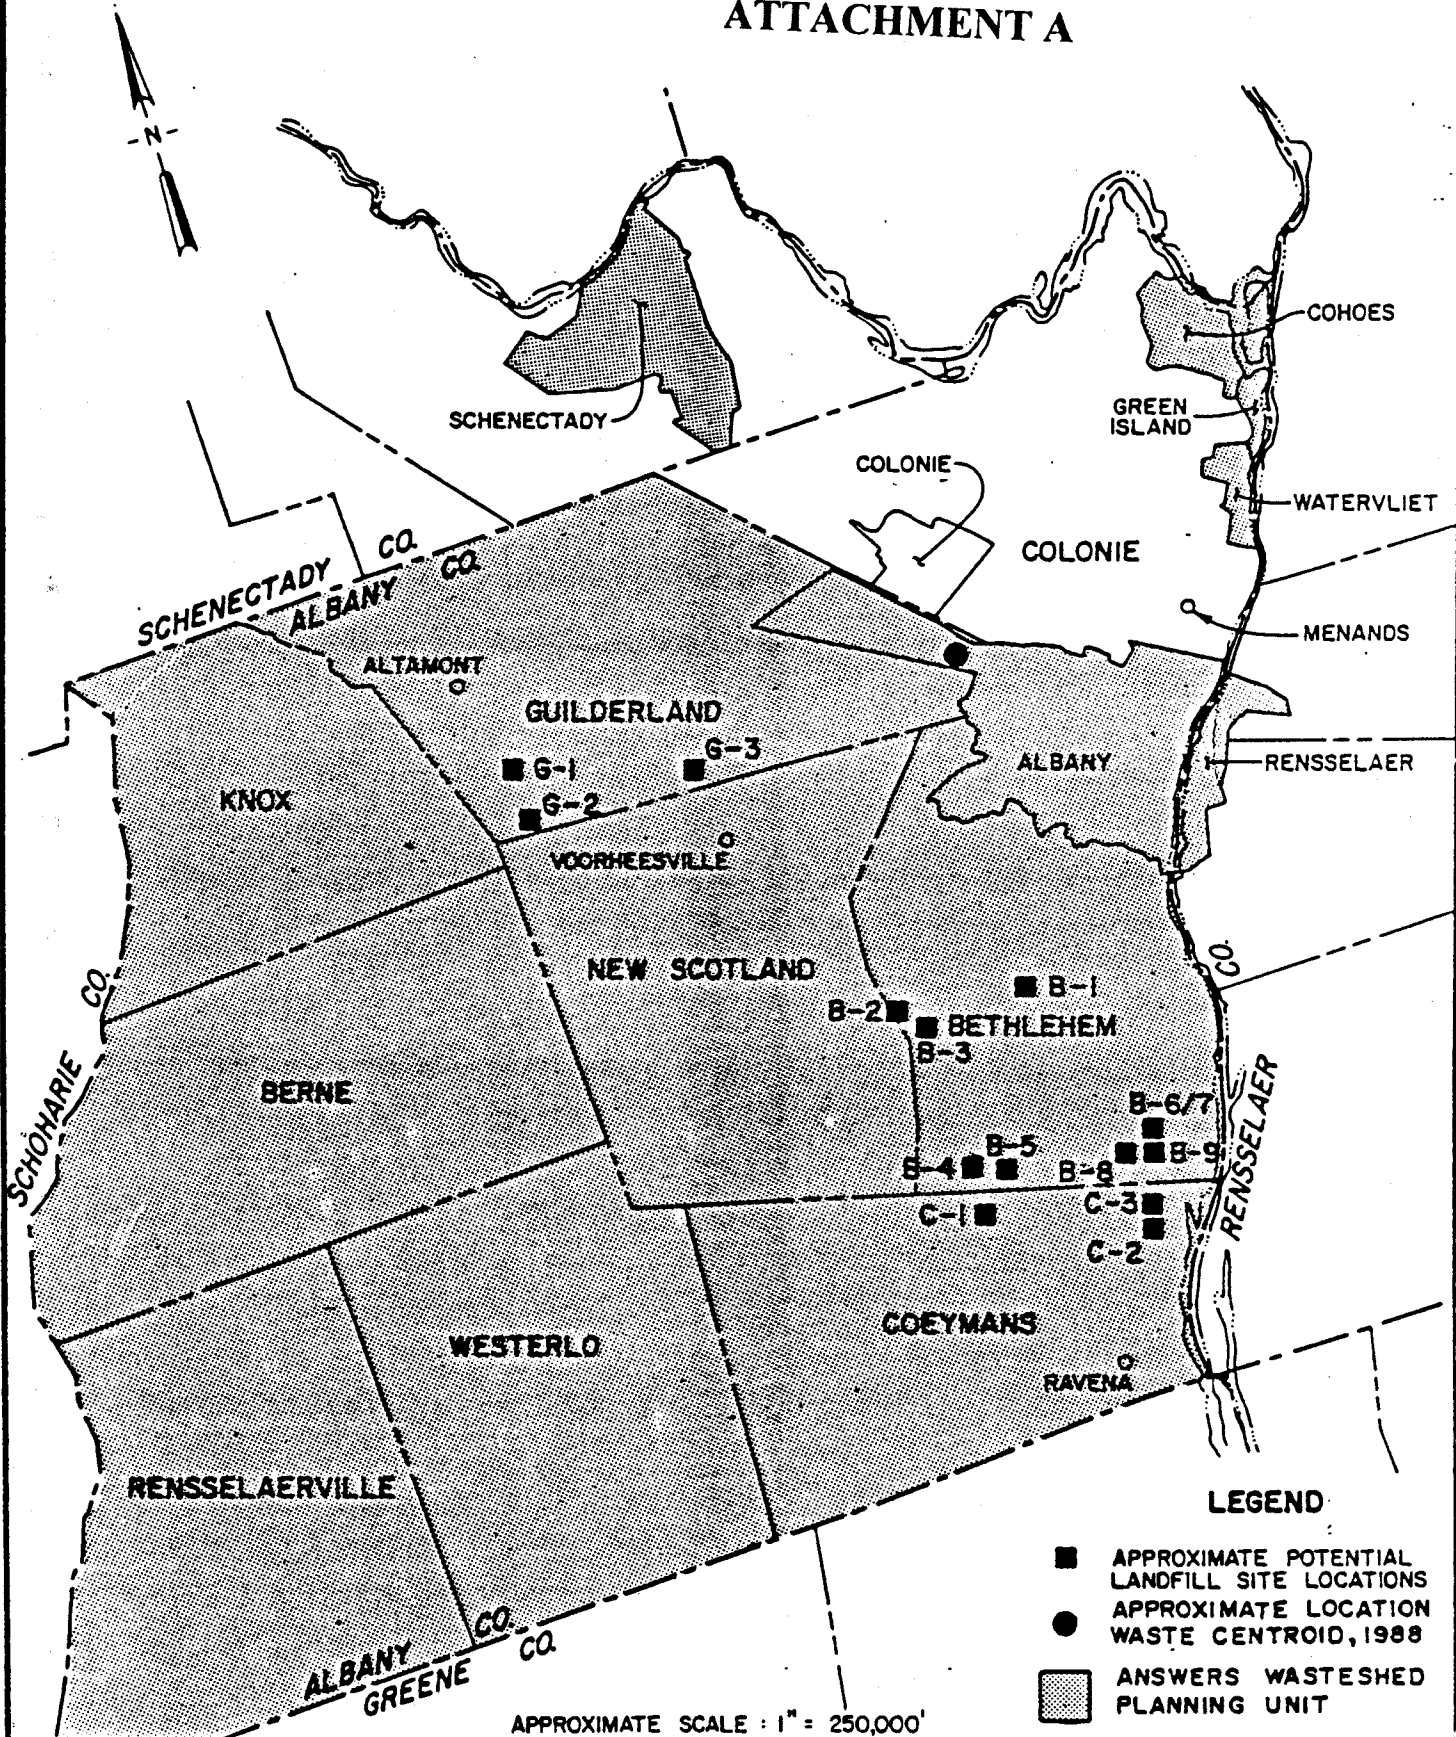 ATTACHMENT A
-N-
COHOES
SCHENECTADY
GREEN
ISLAND
COLONIE
WATERVLIET
COLONIE
SCHENECTADY CO.
ALBANY CO.
MENANDS
ALTAMONT
GUILDERLAND
G-3
G-1
ALBANY
RENSSELAER
KNOX
G-2
VOORHEESVILLE
NEW SCOTLAND
CO.
B-1
B-2
BETHLEHEM
B-3
SCHOHARIE CO.
BERNE
RENSSELAER
B-6/7
B-5
B-4
B-8
B-9
C-1
C-3
C-2
COEYMANS
WESTERLO
RAVENA
RENSSELAERVILLE
ALBANY CO.
GREENE CO.
LEGEND
APPROXIMATE POTENTIAL
LANDFILL SITE LOCATIONS
APPROXIMATE LOCATION
WASTE CENTROID, 1988
ANSWERS WASTESHED
PLANNING UNIT
APPROXIMATE SCALE : 1" = 250,000'